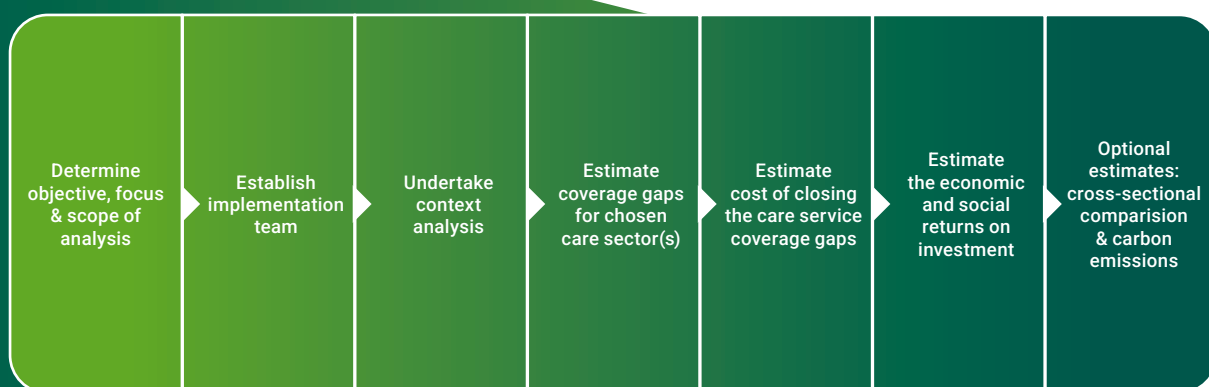 Determine
objective, focus
& scope of
analysis
Establish
implementation
team
Undertake
context
analysis
Estimate
coverage gaps
for chosen
care sector(s)
Estimate
cost of closing
the care service
coverage gaps
Estimate
the economic
and social
returns on
investment
Optional
estimates:
cross-sectional
comparision
& carbon
emissions